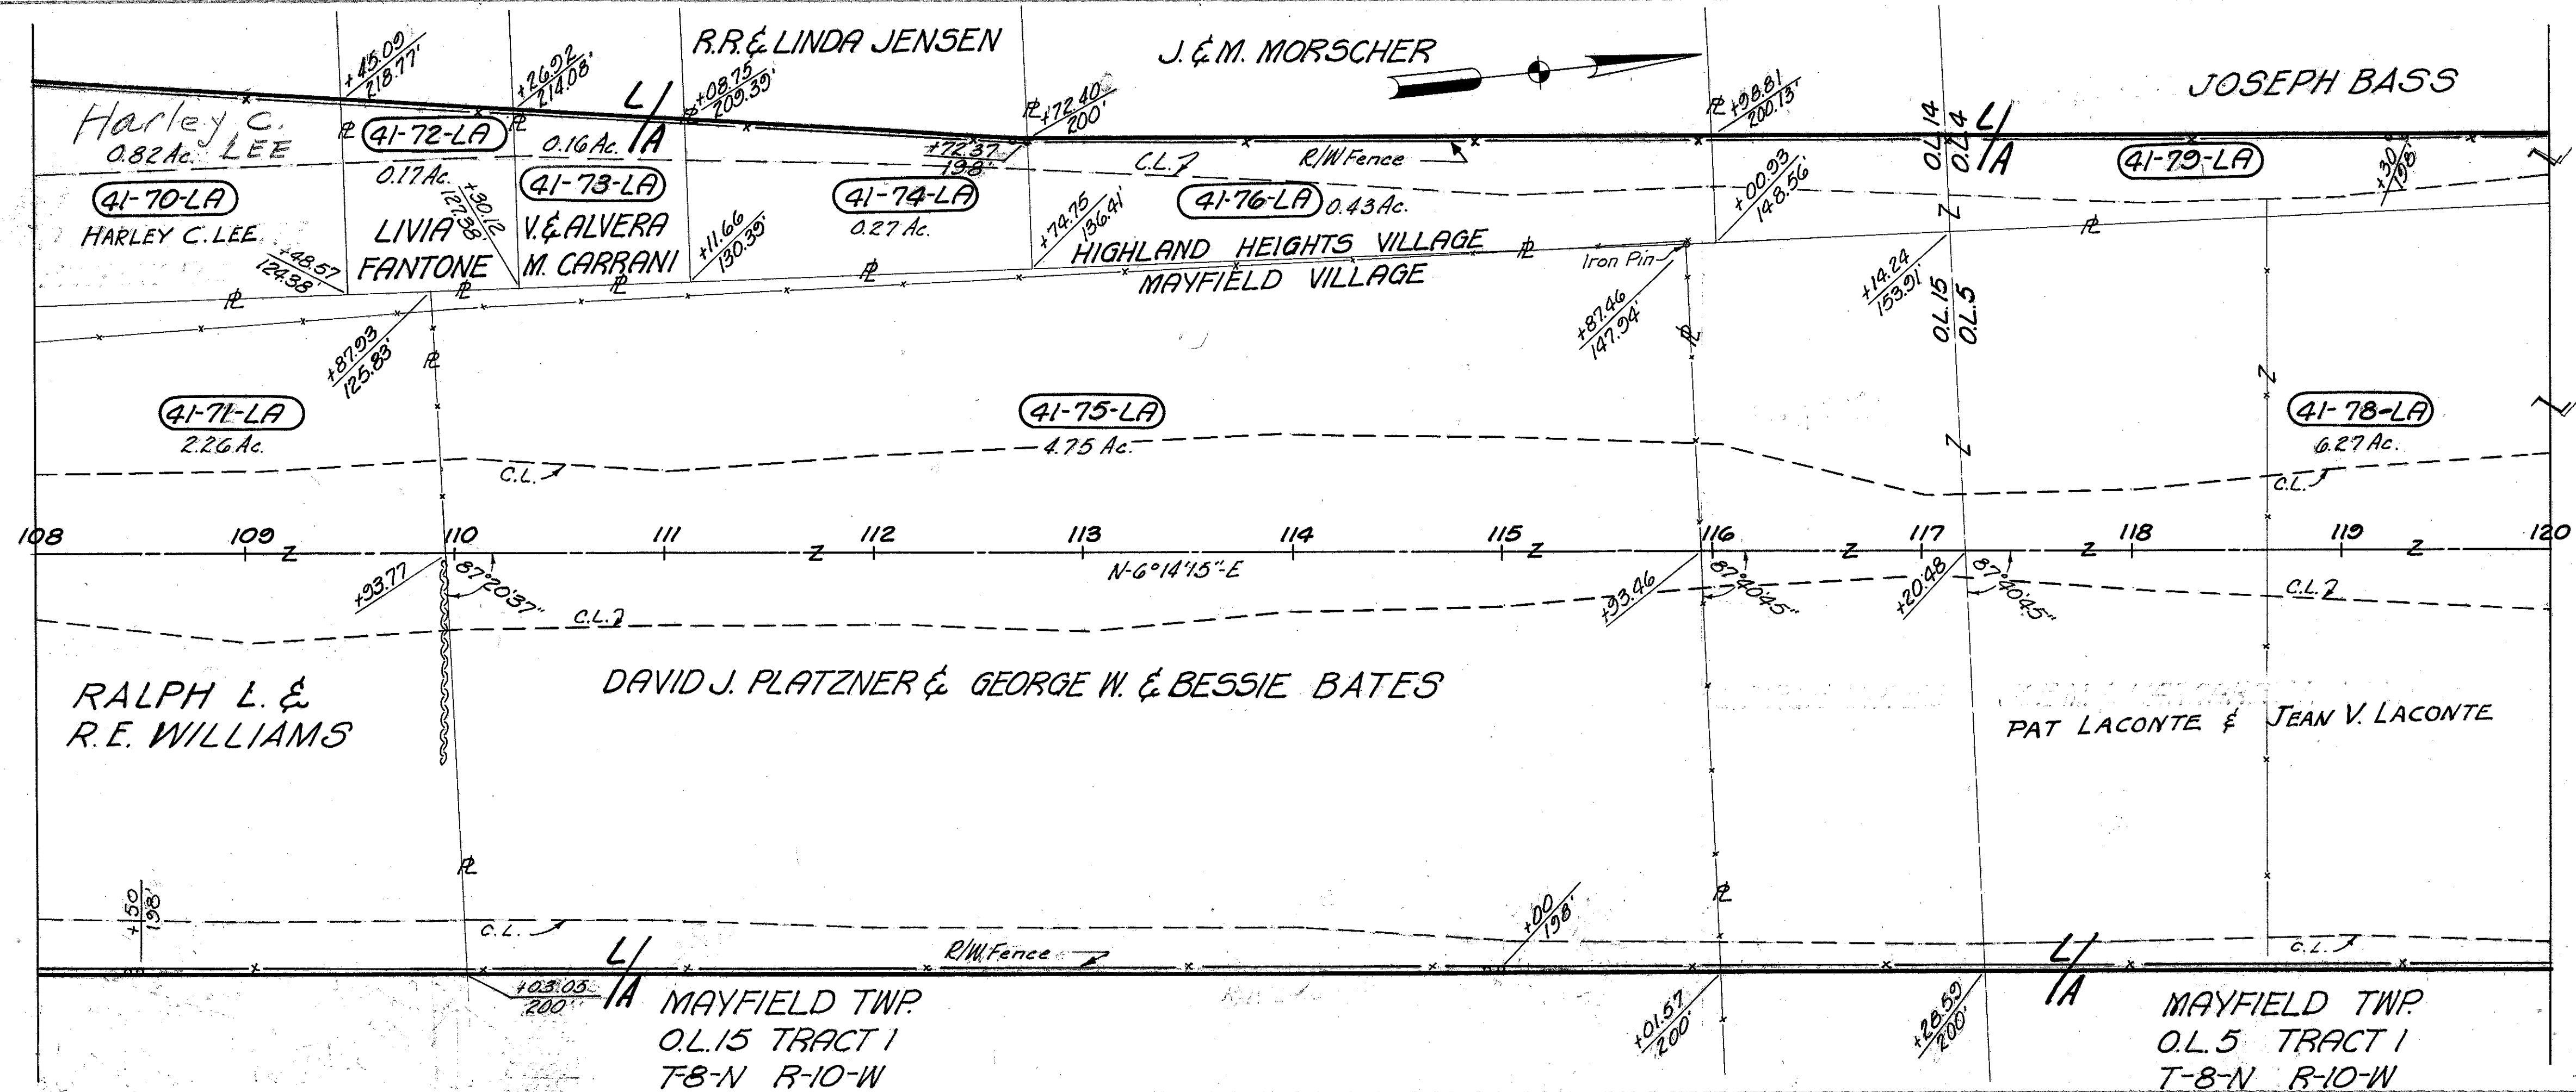 R.R. & LINDA JENSEN
J. & M. MORSCHER
JOSEPH BASS
+45.09
218.77'
+26.92
214.08'
L/A
+08.75
209.39'
+72.40
200'
+98.81
200.13'
O.L. 14
O.L. 4
L/A
Harley C.
LEE
0.82 Ac.
41-72-LA
0.17 Ac.
0.16 Ac.
+72.37
198'
C.L.
R/W Fence
41-79-LA
+30
198'
41-70-LA
HARLEY C. LEE
+48.57
124.38'
LIVIA
FANTONE
+30.12
127.38'
41-73-LA
V. & ALVERA
M. CARRANI
+11.66
130.39'
41-74-LA
0.27 Ac.
+74.75
136.41'
41-76-LA 0.43 Ac.
HIGHLAND HEIGHTS VILLAGE
MAYFIELD VILLAGE
Iron Pin
+00.93
148.56'
+87.93
125.83'
+87.46
147.94'
+14.24
153.91'
O.L. 15
O.L. 5
41-71-LA
2.26 Ac.
41-75-LA
4.75 Ac.
41-78-LA
6.27 Ac.
C.L.
C.L.
108 109 110 111 112 113 114 115 116 117 118 119 120
+93.77
87°20'37"
N-6°14'15"-E
+93.46
87°40'45"
+20.48
87°40'45"
C.L.
C.L.
RALPH L. &
R.E. WILLIAMS
DAVID J. PLATZNER & GEORGE W. & BESSIE BATES
PAT LACONTE & JEAN V. LACONTE
+50
198'
C.L.
R/W Fence
+00
198'
C.L.
L/A
+03.05
200'
+01.57
200'
+28.59
200'
L/A
MAYFIELD TWP.
O.L. 15 TRACT 1
T-8-N R-10-W
MAYFIELD TWP.
O.L. 5 TRACT 1
T-8-N R-10-W